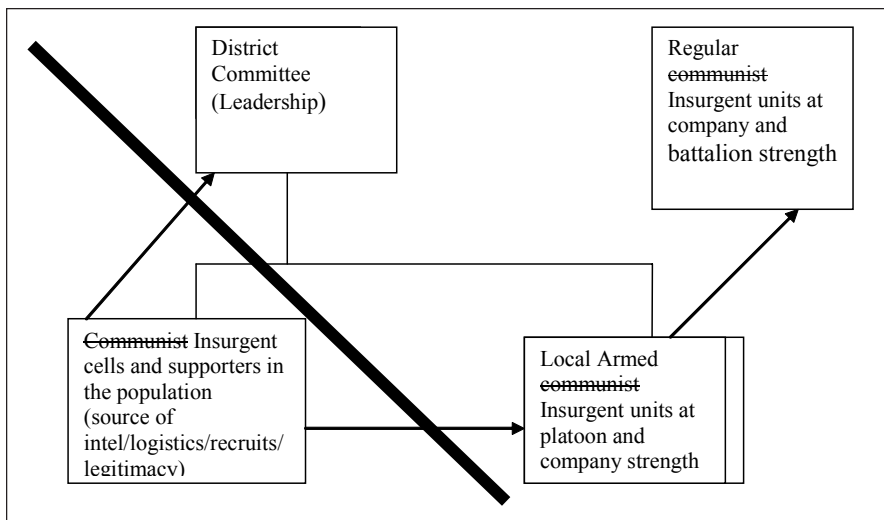 District
Committee
(Leadership)
Regular
communist
Insurgent units at
company and
battalion strength
Communist Insurgent
cells and supporters in
the population
(source of
intel/logistics/recruits/
legitimacy)
Local Armed
communist
Insurgent units at
platoon and
company strength